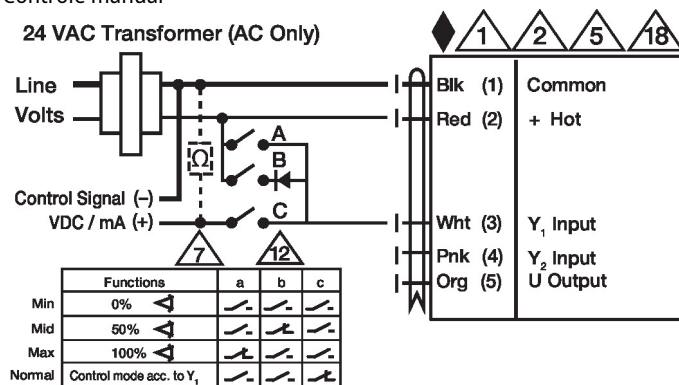 Controle manual
24 VAC Transformer (AC Only)
1 2 5 18
Line
Volts
Blk (1) Common
Red (2) + Hot
A
Ω
B
Control Signal (–)
VDC / mA (+)
C
Wht (3) Y₁ Input
7 12
Pnk (4) Y₂ Input
Org (5) U Output
Functions a b c
Min 0%
Mid 50%
Max 100%
Normal Control mode acc. to Y₁